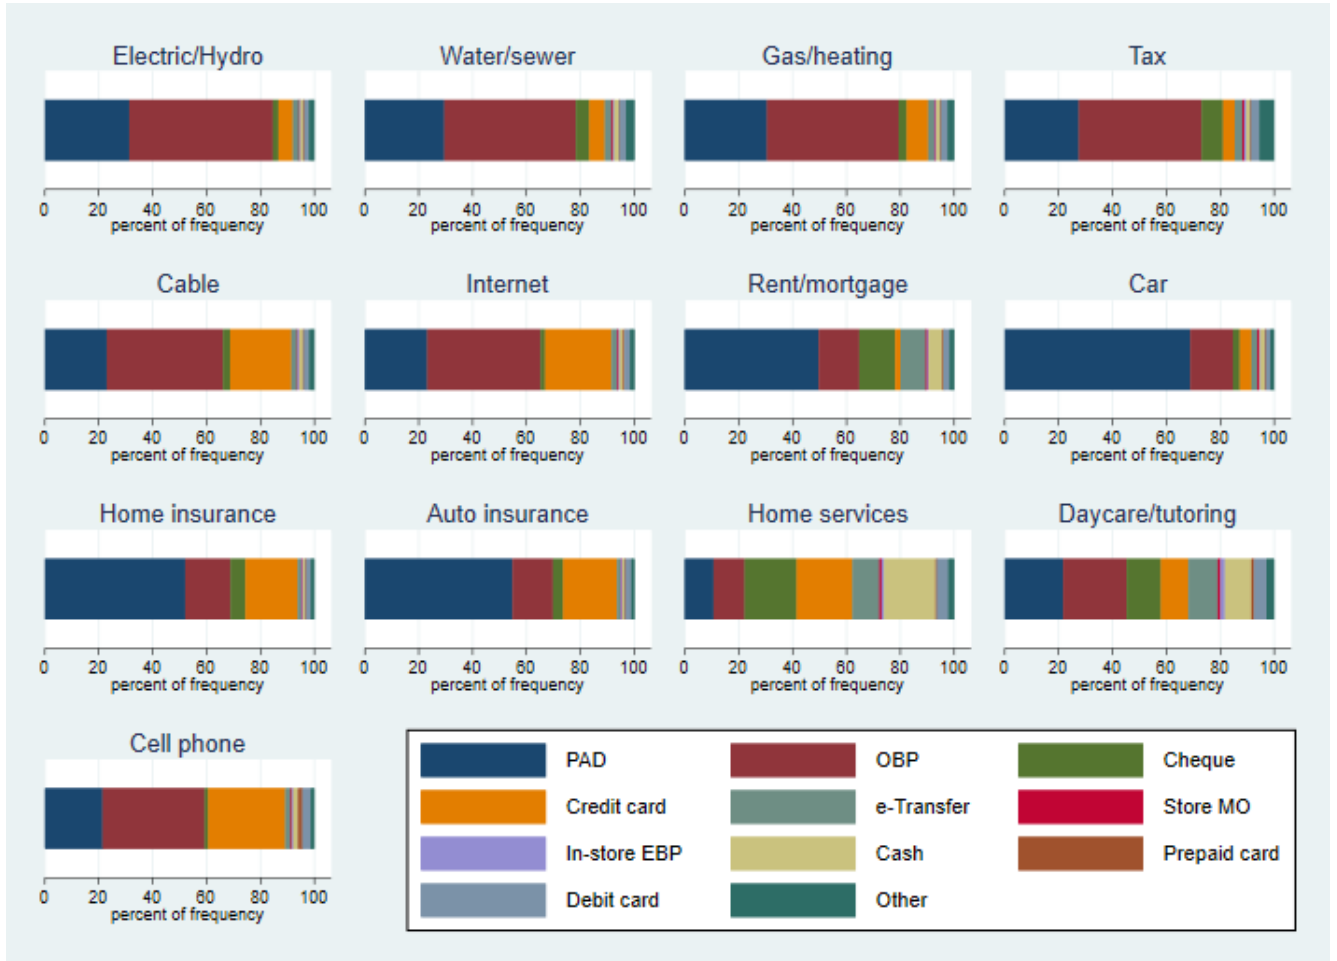 Electric/Hydro Water/sewer Gas/heating Tax
0 20 40 60 80 100 0 20 40 60 80 100 0 20 40 60 80 100 0 20 40 60 80 100
percent of frequency percent of frequency percent of frequency percent of frequency
Cable Internet Rent/mortgage Car
0 20 40 60 80 100 0 20 40 60 80 100 0 20 40 60 80 100 0 20 40 60 80 100
percent of frequency percent of frequency percent of frequency percent of frequency
Home insurance Auto insurance Home services Daycare/tutoring
0 20 40 60 80 100 0 20 40 60 80 100 0 20 40 60 80 100 0 20 40 60 80 100
percent of frequency percent of frequency percent of frequency percent of frequency
Cell phone
0 20 40 60 80 100
percent of frequency
PAD OBP Cheque
Credit card e-Transfer Store MO
In-store EBP Cash Prepaid card
Debit card Other